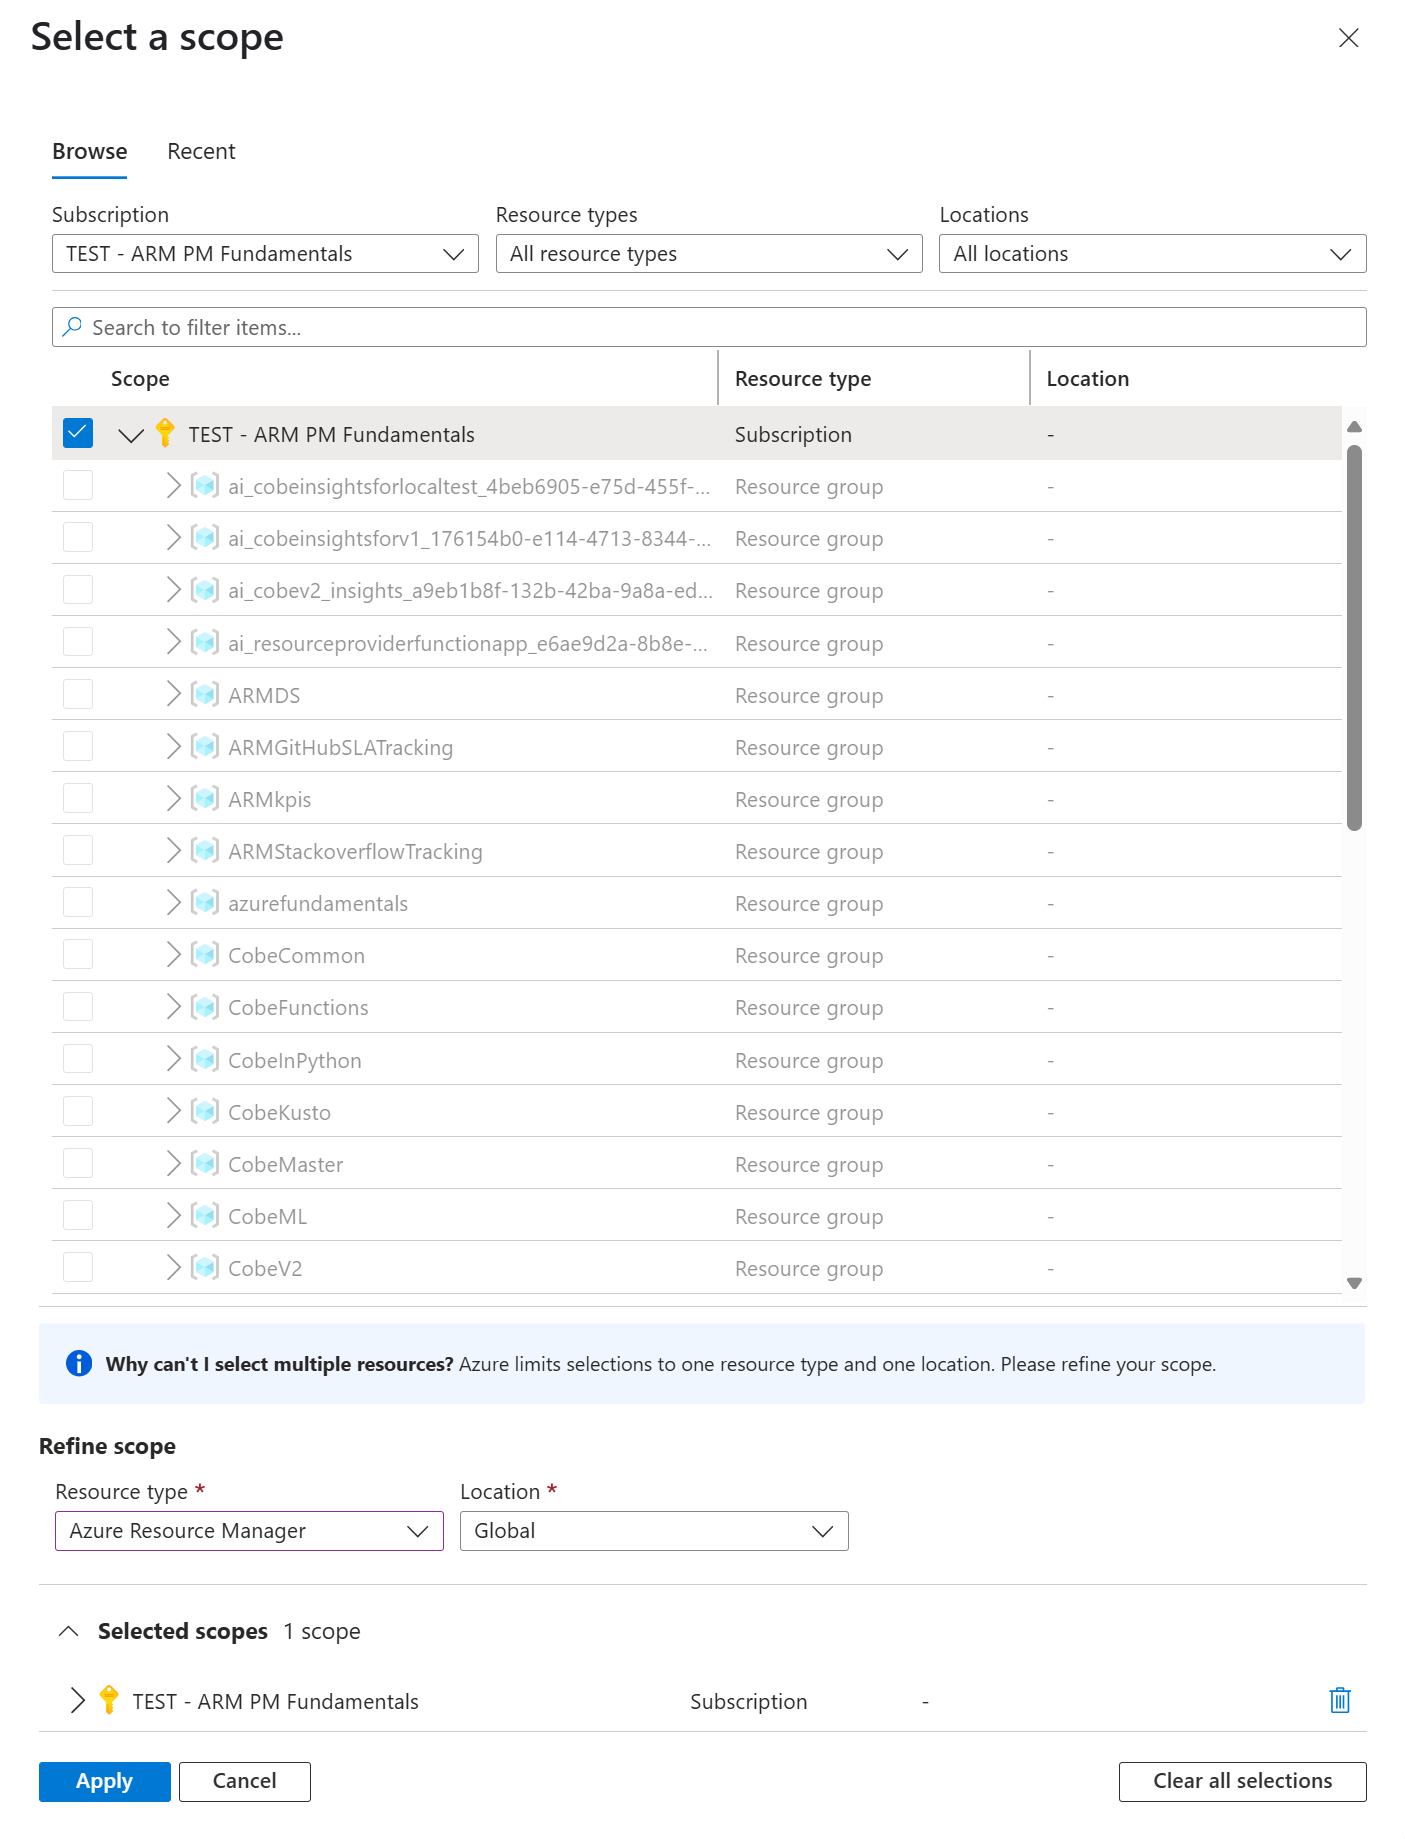 Select a scope
Browse Recent
Subscription Resource types Locations
TEST - ARM PM Fundamentals All resource types All locations
Search to filter items...
Scope Resource type Location
TEST - ARM PM Fundamentals Subscription -
ai_cobeinsightsforlocaltest_4beb6905-e75d-455f-... Resource group -
ai_cobeinsightsforv1_176154b0-e114-4713-8344-... Resource group -
ai_cobev2_insights_a9eb1b8f-132b-42ba-9a8a-ed... Resource group -
ai_resourceproviderfunctionapp_e6ae9d2a-8b8e-... Resource group -
ARMDS Resource group -
ARMGitHubSLATracking Resource group -
ARMkpis Resource group -
ARMStackoverflowTracking Resource group -
azurefundamentals Resource group -
CobeCommon Resource group -
CobeFunctions Resource group -
CobeInPython Resource group -
CobeKusto Resource group -
CobeMaster Resource group -
CobeML Resource group -
CobeV2 Resource group -
Why can't I select multiple resources? Azure limits selections to one resource type and one location. Please refine your scope.
Refine scope
Resource type * Location *
Azure Resource Manager Global
Selected scopes 1 scope
TEST - ARM PM Fundamentals Subscription -
Apply Cancel Clear all selections